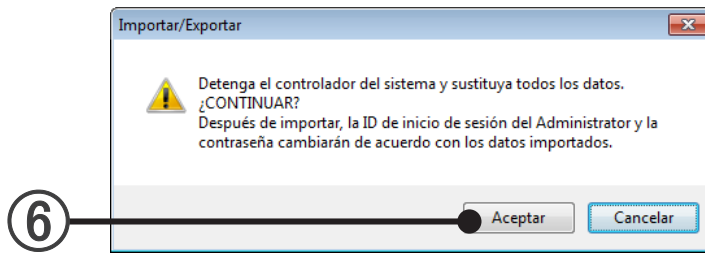 Importar/Exportar
Detenga el controlador del sistema y sustituya todos los datos.
¿CONTINUAR?
Después de importar, la ID de inicio de sesión del Administrator y la
contraseña cambiarán de acuerdo con los datos importados.
⑥
Aceptar
Cancelar